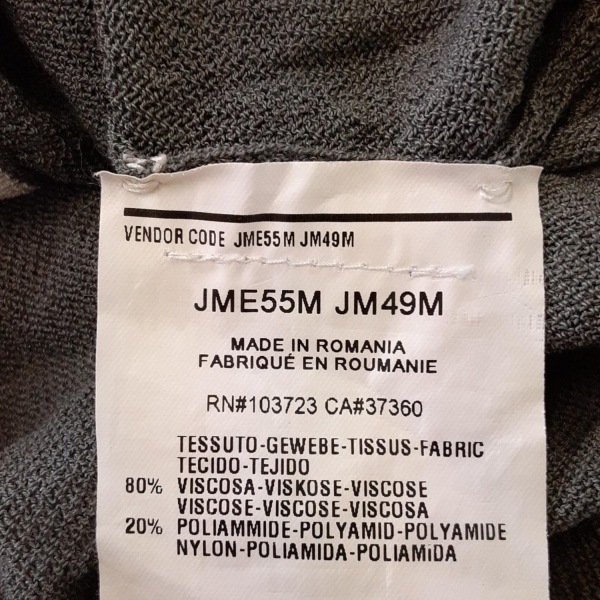 VENDOR CODE JME55M JM49M
JME55M JM49M
MADE IN ROMANIA
FABRIQUÉ EN ROUMANIE
RN#103723 CA#37360
TESSUTO-GEWEBE-TISSUS-FABRIC
TECIDO-TEJIDO
80% VISCOSA-VISKOSE-VISCOSE
VISCOSE-VISCOSE-VISCOSA
20% POLIAMMIDE-POLYAMID-POLYAMIDE
NYLON-POLIAMIDA-POLIAMiDA